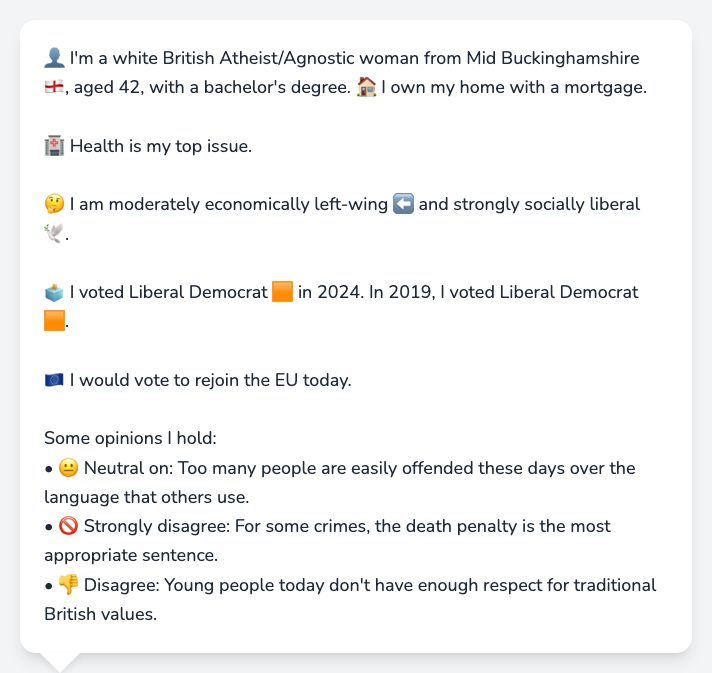 👤 I'm a white British Atheist/Agnostic woman from Mid Buckinghamshire
🏴󠁧󠁢󠁥󠁮󠁧󠁿, aged 42, with a bachelor's degree. 🏠 I own my home with a mortgage.
🏥 Health is my top issue.
🤔 I am moderately economically left-wing ⬅️ and strongly socially liberal
🕊️.
🗳️ I voted Liberal Democrat 🟧 in 2024. In 2019, I voted Liberal Democrat
🟧.
🇪🇺 I would vote to rejoin the EU today.
Some opinions I hold:
• 😐 Neutral on: Too many people are easily offended these days over the
language that others use.
• 🚫 Strongly disagree: For some crimes, the death penalty is the most
appropriate sentence.
• 👎 Disagree: Young people today don't have enough respect for traditional
British values.